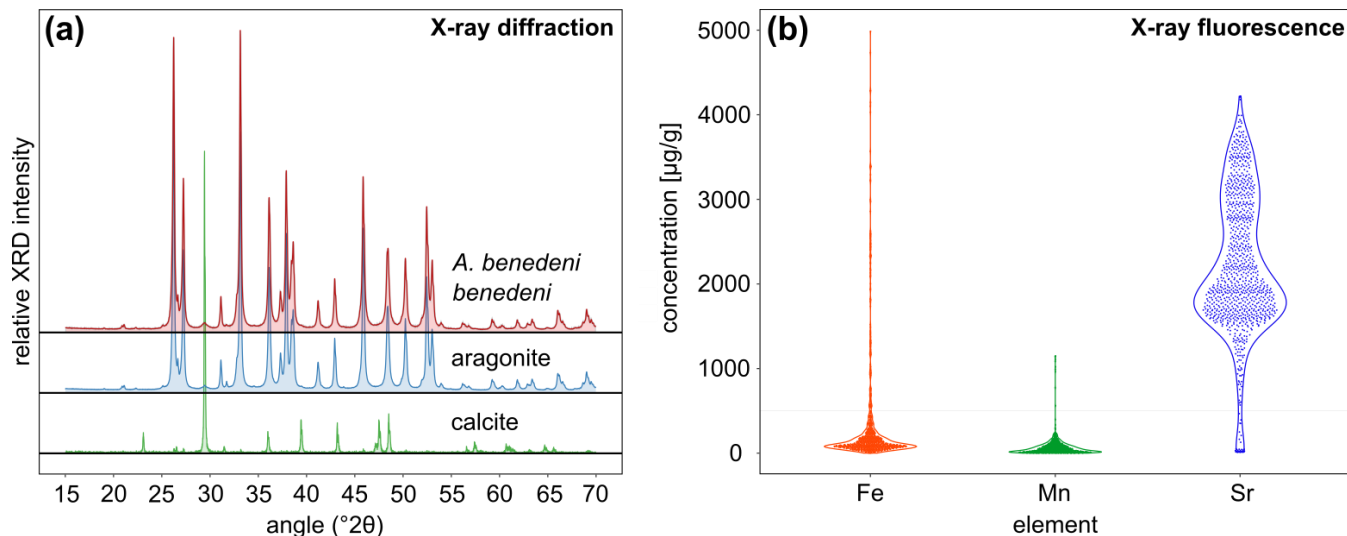 (a)
X-ray diffraction
relative XRD intensity
A. benedeni
benedeni
aragonite
calcite
15 20 25 30 35 40 45 50 55 60 65 70
angle (°2θ)
(b)
X-ray fluorescence
concentration [µg/g]
5000
4000
3000
2000
1000
0
Fe Mn Sr
element